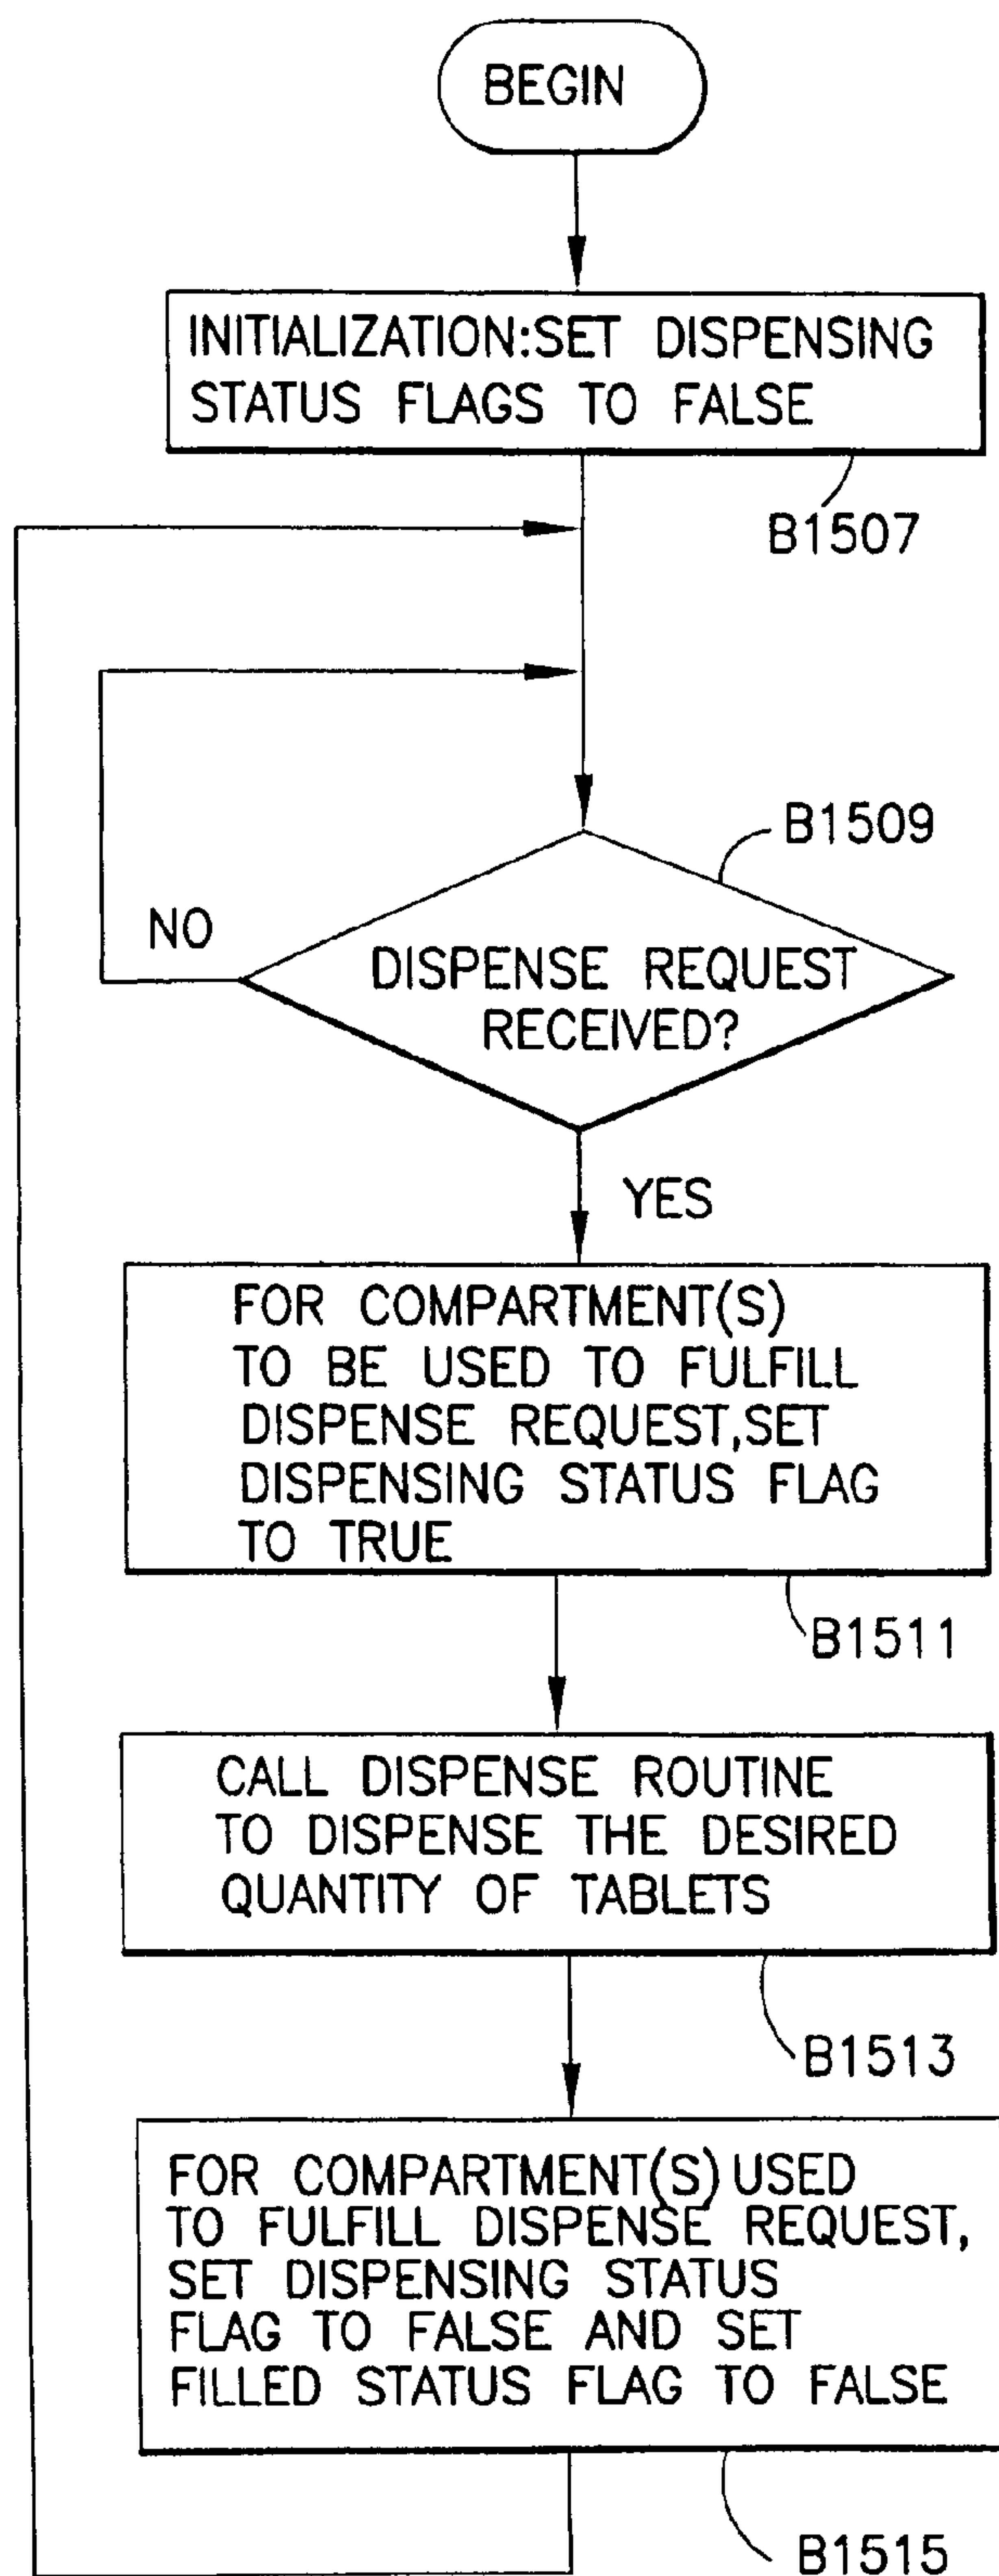 BEGIN
INITIALIZATION:SET DISPENSING
STATUS FLAGS TO FALSE
B1507
B1509
NO
DISPENSE REQUEST
RECEIVED?
YES
FOR COMPARTMENT(S)
TO BE USED TO FULFILL
DISPENSE REQUEST,SET
DISPENSING STATUS FLAG
TO TRUE
B1511
CALL DISPENSE ROUTINE
TO DISPENSE THE DESIRED
QUANTITY OF TABLETS
B1513
FOR COMPARTMENT(S) USED
TO FULFILL DISPENSE REQUEST,
SET DISPENSING STATUS
FLAG TO FALSE AND SET
FILLED STATUS FLAG TO FALSE
B1515